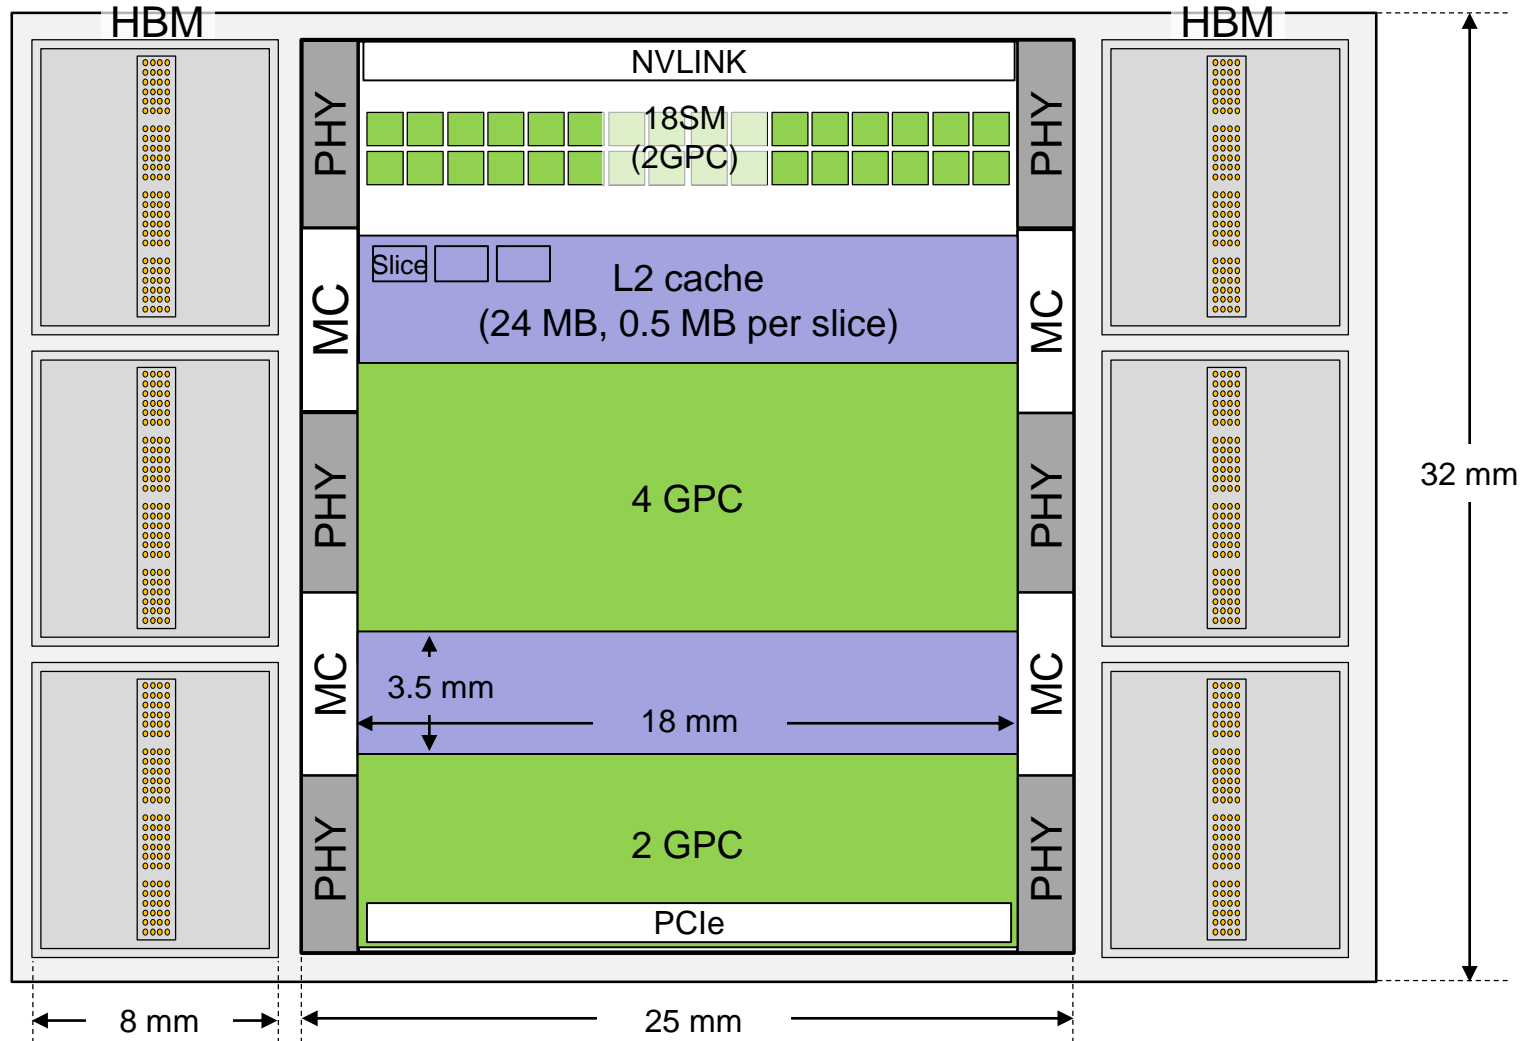 HBM
HBM
NVLINK
PHY
18SM
(2GPC)
PHY
MC
Slice
L2 cache
(24 MB, 0.5 MB per slice)
MC
PHY
4 GPC
PHY
32 mm
MC
3.5 mm
18 mm
MC
PHY
2 GPC
PHY
PCIe
8 mm
25 mm